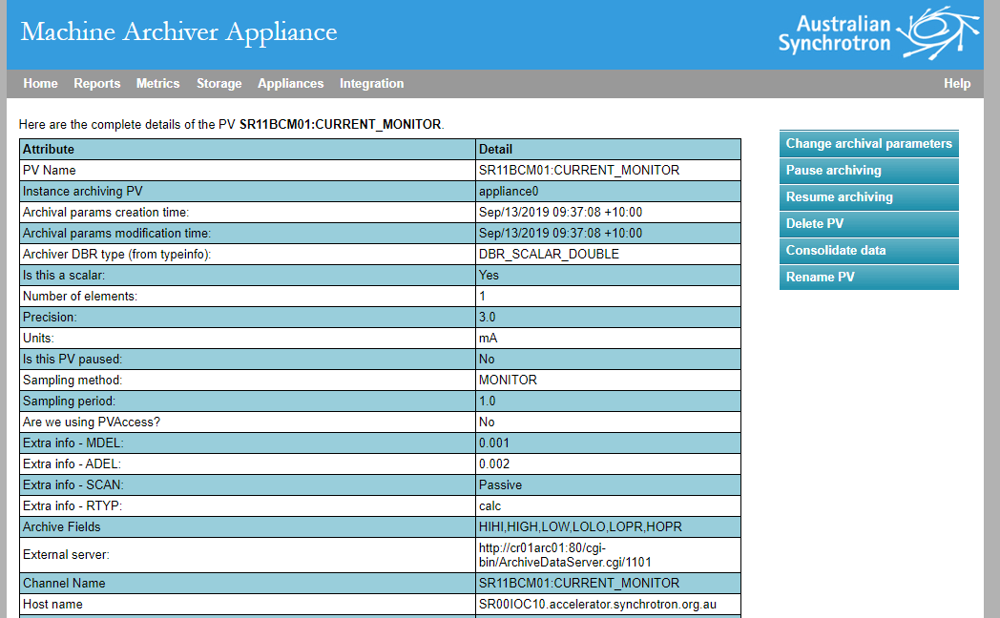 Machine Archiver Appliance
Australian
Synchrotron
Home Reports Metrics Storage Appliances Integration Help
Here are the complete details of the PV SR11BCM01:CURRENT_MONITOR.
Attribute Detail
PV Name SR11BCM01:CURRENT_MONITOR
Instance archiving PV appliance0
Archival params creation time: Sep/13/2019 09:37:08 +10:00
Archival params modification time: Sep/13/2019 09:37:08 +10:00
Archiver DBR type (from typeinfo): DBR_SCALAR_DOUBLE
Is this a scalar: Yes
Number of elements: 1
Precision: 3.0
Units: mA
Is this PV paused: No
Sampling method: MONITOR
Sampling period: 1.0
Are we using PVAccess? No
Extra info - MDEL: 0.001
Extra info - ADEL: 0.002
Extra info - SCAN: Passive
Extra info - RTYP: calc
Archive Fields HIHI,HIGH,LOW,LOLO,LOPR,HOPR
External server: http://cr01arc01:80/cgi-
bin/ArchiveDataServer.cgi/1101
Channel Name SR11BCM01:CURRENT_MONITOR
Host name SR00IOC10.accelerator.synchrotron.org.au
Change archival parameters
Pause archiving
Resume archiving
Delete PV
Consolidate data
Rename PV